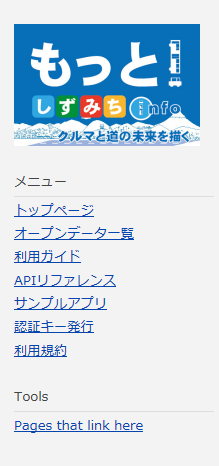 もっと!
しずみち info
クルマと道の未来を描く
メニュー
トップページ
オープンデータ一覧
利用ガイド
APIリファレンス
サンプルアプリ
認証キー発行
利用規約
Tools
Pages that link here